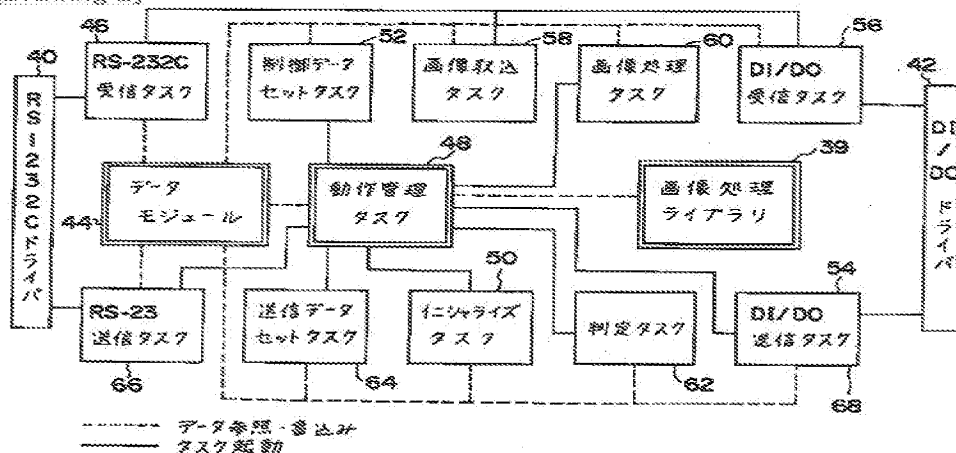 46
52
58
60
56
40
42
RS-232C
受信タスク
制御データ
セットタスク
画像取込
タスク
画像処理
タスク
DI/DO
受信タスク
RS-232Cドライバ
DI/DOドライバ
48
39
データ
モジュール
動作管理
タスク
画像処理
ライブラリ
44
50
54
RS-23
送信タスク
送信データ
セットタスク
イニシャライズ
タスク
判定タスク
DI/DO
送信タスク
66
64
62
68
データ参照・書込み
タスク起動